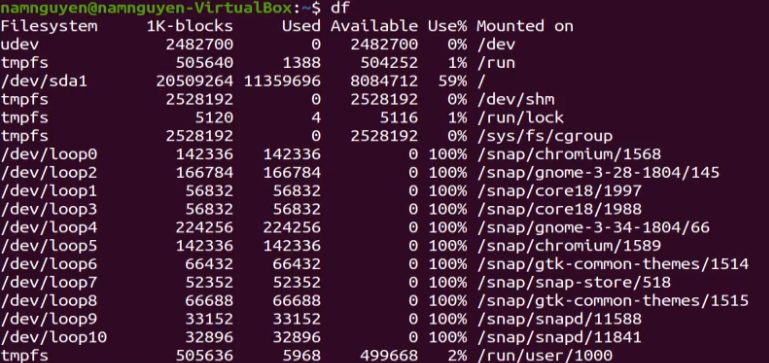 namnguyen@namnguyen-VirtualBox:~$ df
Filesystem     1K-blocks     Used Available Use% Mounted on
udev             2482700        0   2482700   0% /dev
tmpfs             505640     1388    504252   1% /run
/dev/sda1       20509264 11359696   8084712  59% /
tmpfs            2528192        0   2528192   0% /dev/shm
tmpfs               5120        4      5116   1% /run/lock
tmpfs            2528192        0   2528192   0% /sys/fs/cgroup
/dev/loop0        142336   142336         0 100% /snap/chromium/1568
/dev/loop2        166784   166784         0 100% /snap/gnome-3-28-1804/145
/dev/loop1         56832    56832         0 100% /snap/core18/1997
/dev/loop3         56832    56832         0 100% /snap/core18/1988
/dev/loop4        224256   224256         0 100% /snap/gnome-3-34-1804/66
/dev/loop5        142336   142336         0 100% /snap/chromium/1589
/dev/loop6         66432    66432         0 100% /snap/gtk-common-themes/1514
/dev/loop7         52352    52352         0 100% /snap/snap-store/518
/dev/loop8         66688    66688         0 100% /snap/gtk-common-themes/1515
/dev/loop9         33152    33152         0 100% /snap/snapd/11588
/dev/loop10        32896    32896         0 100% /snap/snapd/11841
tmpfs             505636     5968    499668   2% /run/user/1000